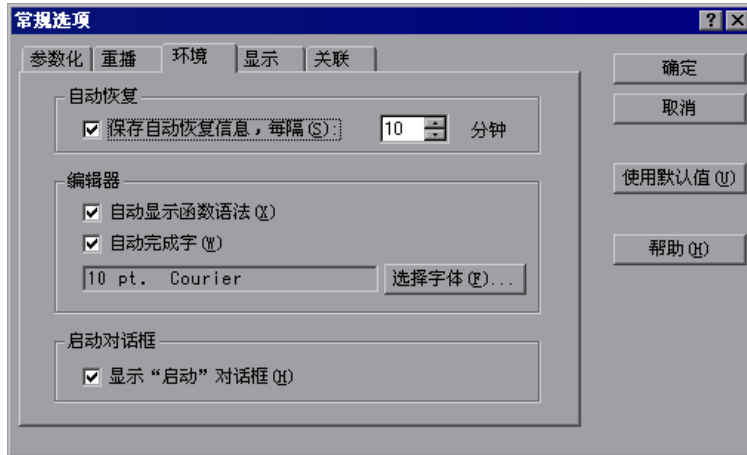 常规选项
参数化 重播 环境 显示 关联
确定
取消
使用默认值(U)
帮助(H)
自动恢复
保存自动恢复信息，每隔(S): 10 分钟
编辑器
自动显示函数语法(X)
自动完成字(W)
10 pt. Courier 选择字体(F)...
启动对话框
显示“启动”对话框(H)